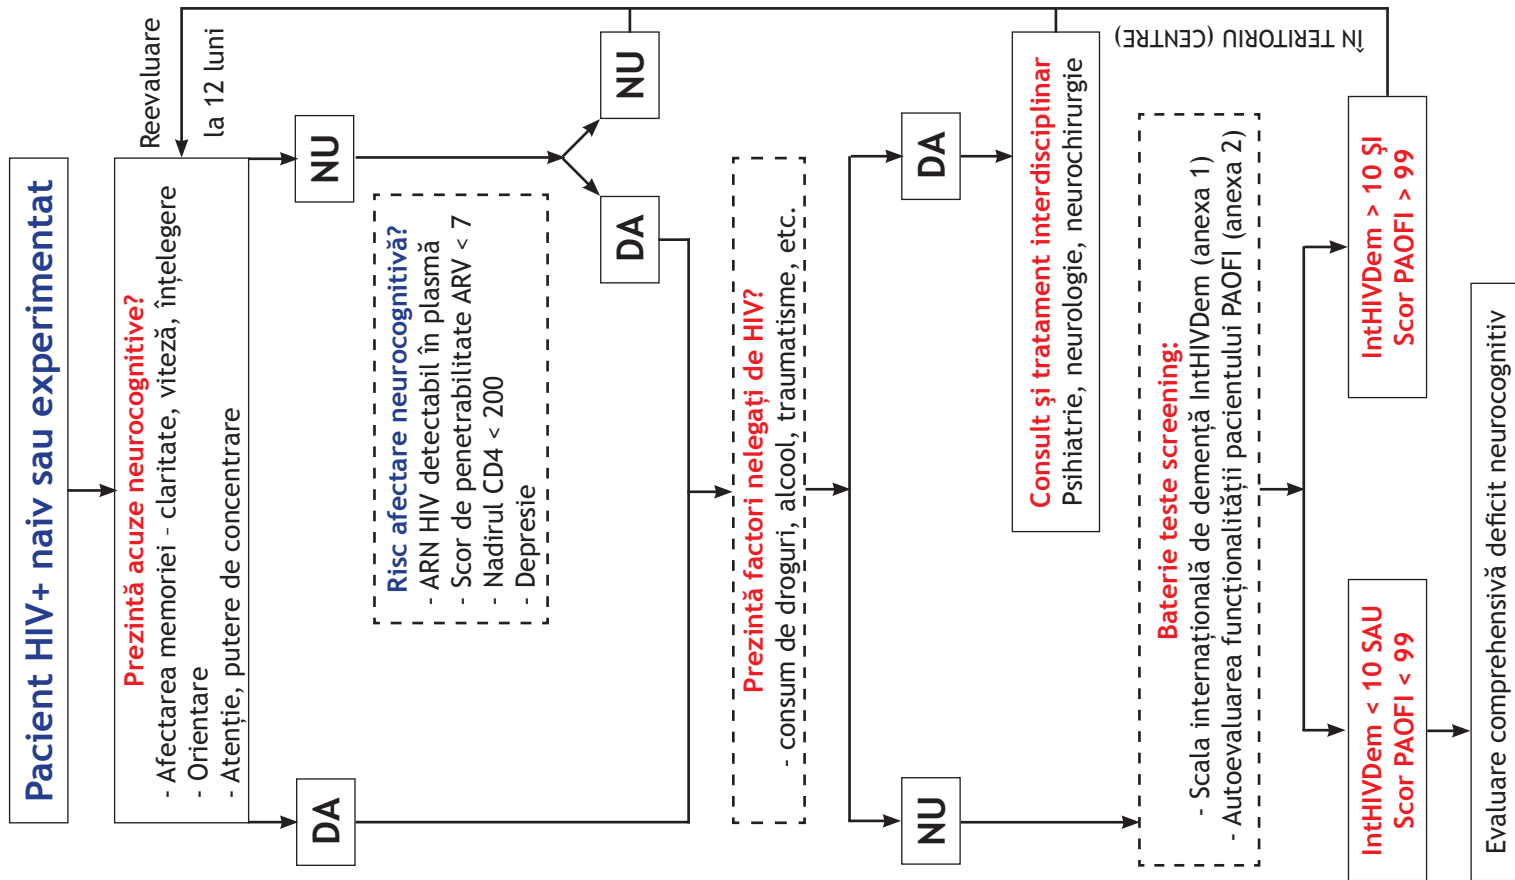 Pacient HIV+ naiv sau experimentat
Prezintă acuze neurocognitive?
- Afectarea memoriei - claritate, viteză, înțelegere
- Orientare
- Atenție, putere de concentrare
Reevaluare
la 12 luni
DA
NU
Risc afectare neurocognitivă?
- ARN HIV detectabil în plasmă
- Scor de penetrabilitate ARV < 7
- Nadirul CD4 < 200
- Depresie
DA
NU
Prezintă factori nelegați de HIV?
- consum de droguri, alcool, traumatisme, etc.
NU
DA
Consult şi tratament interdisciplinar
Psihiatrie, neurologie, neurochirurgie
Baterie teste screening:
- Scala internațională de demență IntHIVDem (anexa 1)
- Autoevaluarea funcționalității pacientului PAOFI (anexa 2)
ÎN TERITORIU (CENTRE)
IntHIVDem < 10 SAU
Scor PAOFI < 99
IntHIVDem > 10 ŞI
Scor PAOFI > 99
Evaluare comprehensivă deficit neurocognitiv